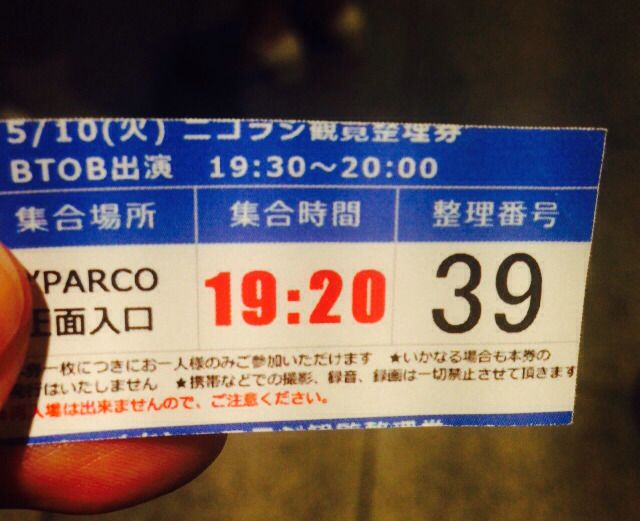 5/10(火) ニコラジ観覧整理券
BTOB出演 19:30～20:00
集合場所 集合時間 整理番号
PARCO
正面入口
19:20
39
一枚につきにお一人様のみご参加いただけます ★いかなる場合も本券の
はいたしません ★携帯などでの撮影、録音、録画は一切禁止させて頂きます
入場は出来ませんので、ご注意ください。